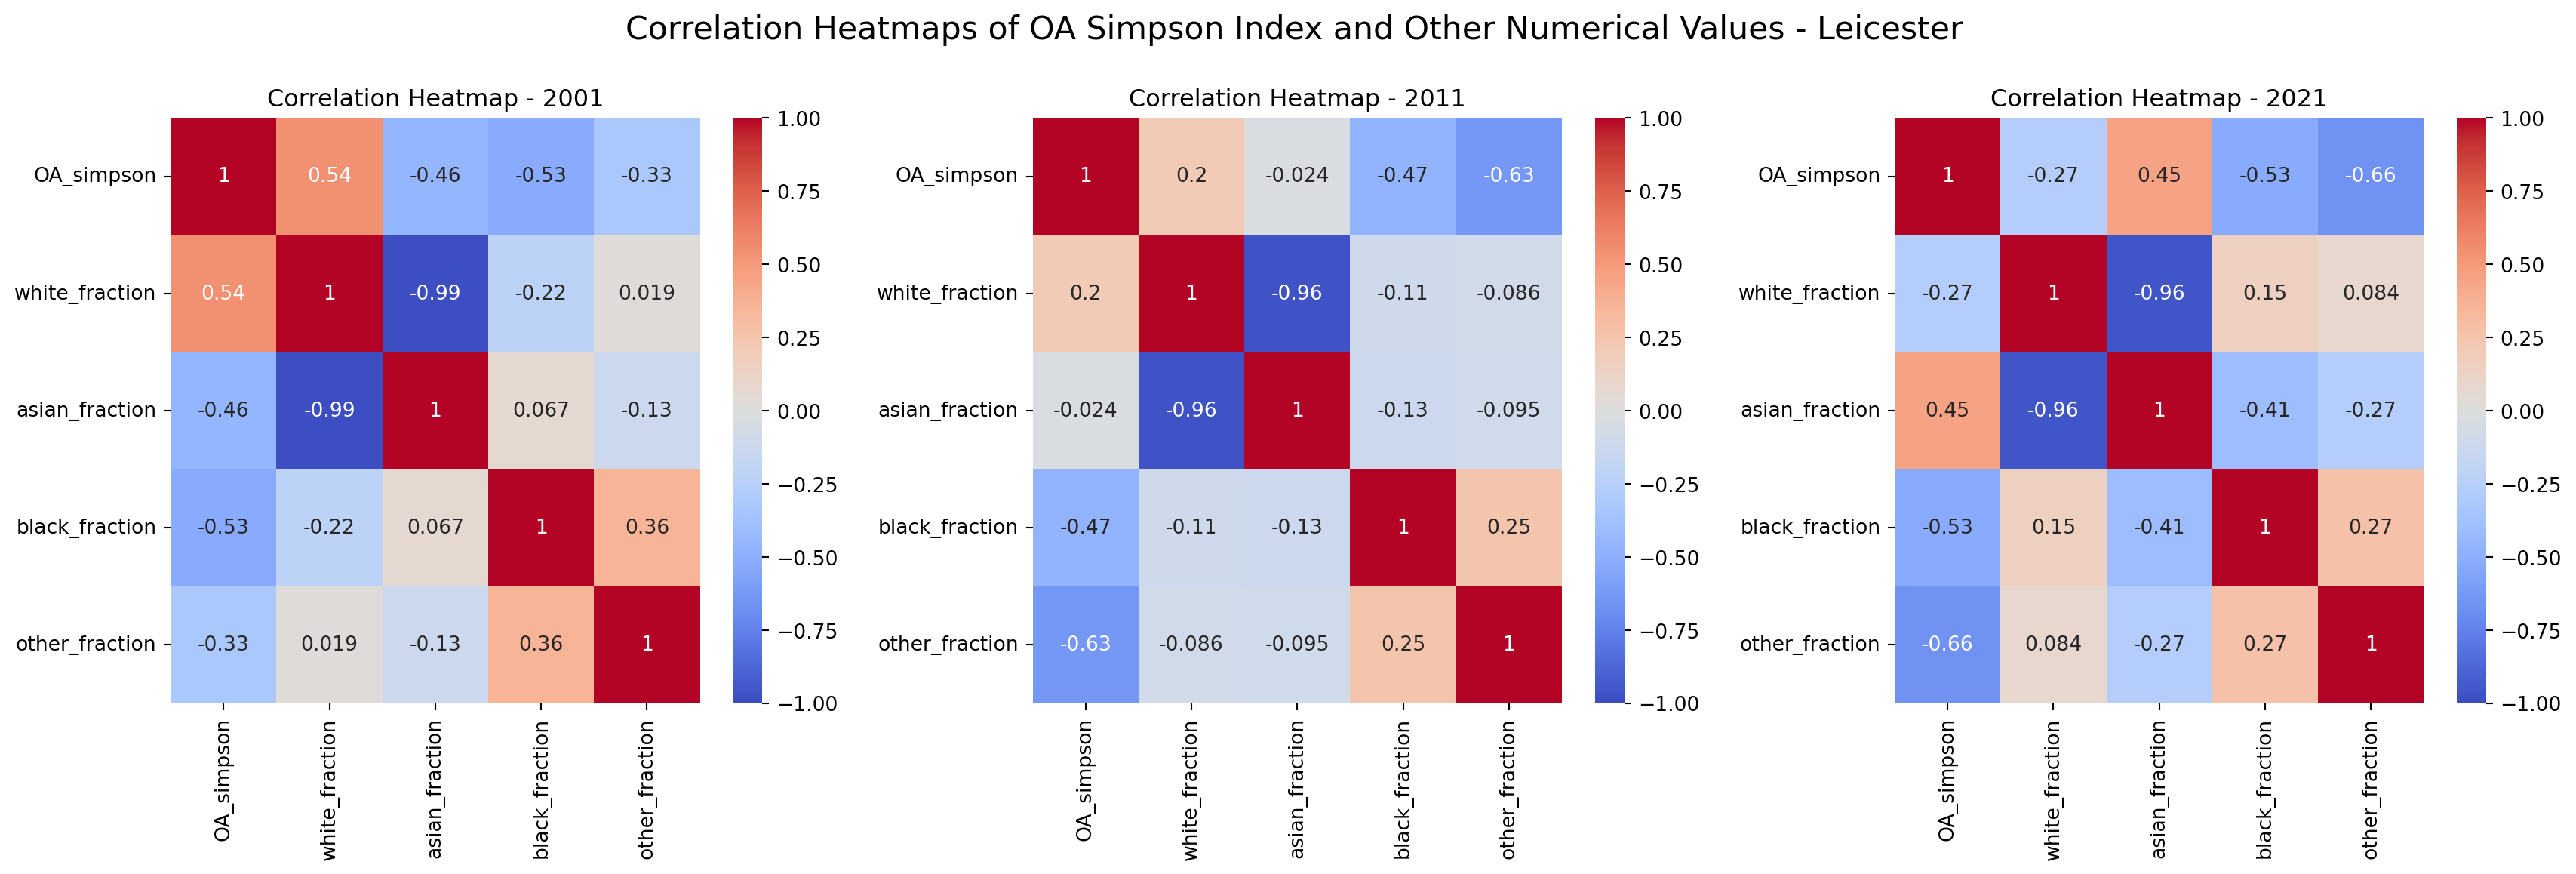 Correlation Heatmaps of OA Simpson Index and Other Numerical Values - Leicester
Correlation Heatmap - 2001
OA_simpson 1 0.54 -0.46 -0.53 -0.33
white_fraction 0.54 1 -0.99 -0.22 0.019
asian_fraction -0.46 -0.99 1 0.067 -0.13
black_fraction -0.53 -0.22 0.067 1 0.36
other_fraction -0.33 0.019 -0.13 0.36 1
OA_simpson
white_fraction
asian_fraction
black_fraction
other_fraction
1.00
0.75
0.50
0.25
0.00
−0.25
−0.50
−0.75
−1.00
Correlation Heatmap - 2011
OA_simpson 1 0.2 -0.024 -0.47 -0.63
white_fraction 0.2 1 -0.96 -0.11 -0.086
asian_fraction -0.024 -0.96 1 -0.13 -0.095
black_fraction -0.47 -0.11 -0.13 1 0.25
other_fraction -0.63 -0.086 -0.095 0.25 1
OA_simpson
white_fraction
asian_fraction
black_fraction
other_fraction
1.00
0.75
0.50
0.25
0.00
−0.25
−0.50
−0.75
−1.00
Correlation Heatmap - 2021
OA_simpson 1 -0.27 0.45 -0.53 -0.66
white_fraction -0.27 1 -0.96 0.15 0.084
asian_fraction 0.45 -0.96 1 -0.41 -0.27
black_fraction -0.53 0.15 -0.41 1 0.27
other_fraction -0.66 0.084 -0.27 0.27 1
OA_simpson
white_fraction
asian_fraction
black_fraction
other_fraction
1.00
0.75
0.50
0.25
0.00
−0.25
−0.50
−0.75
−1.00